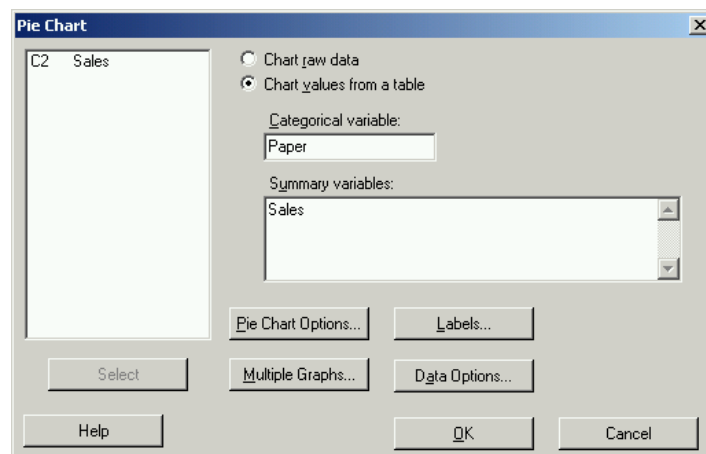 Pie Chart
C2 Sales
Chart raw data
Chart values from a table
Categorical variable:
Paper
Summary variables:
Sales
Pie Chart Options...
Labels...
Select
Multiple Graphs...
Data Options...
Help
OK
Cancel